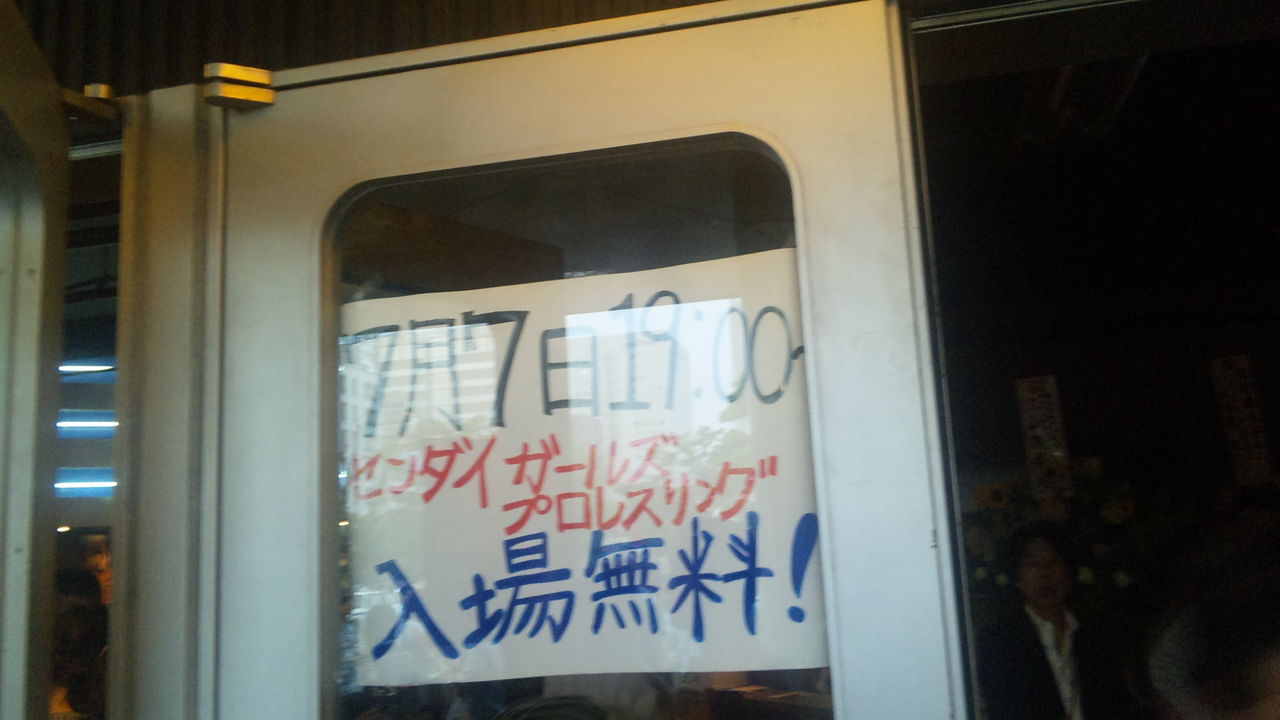 7月7日19:00~
センダイガールズ
プロレスリング
入場無料!